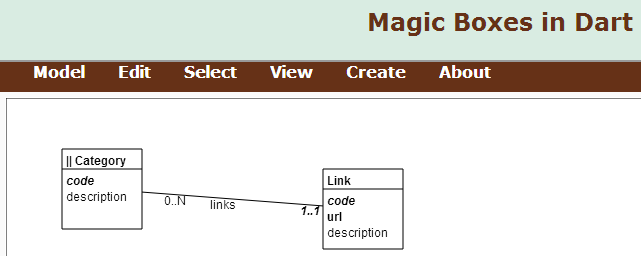 Magic Boxes in Dart
Model Edit Select View Create About
|| Category
code
description
0..N
links
1..1
Link
code
url
description